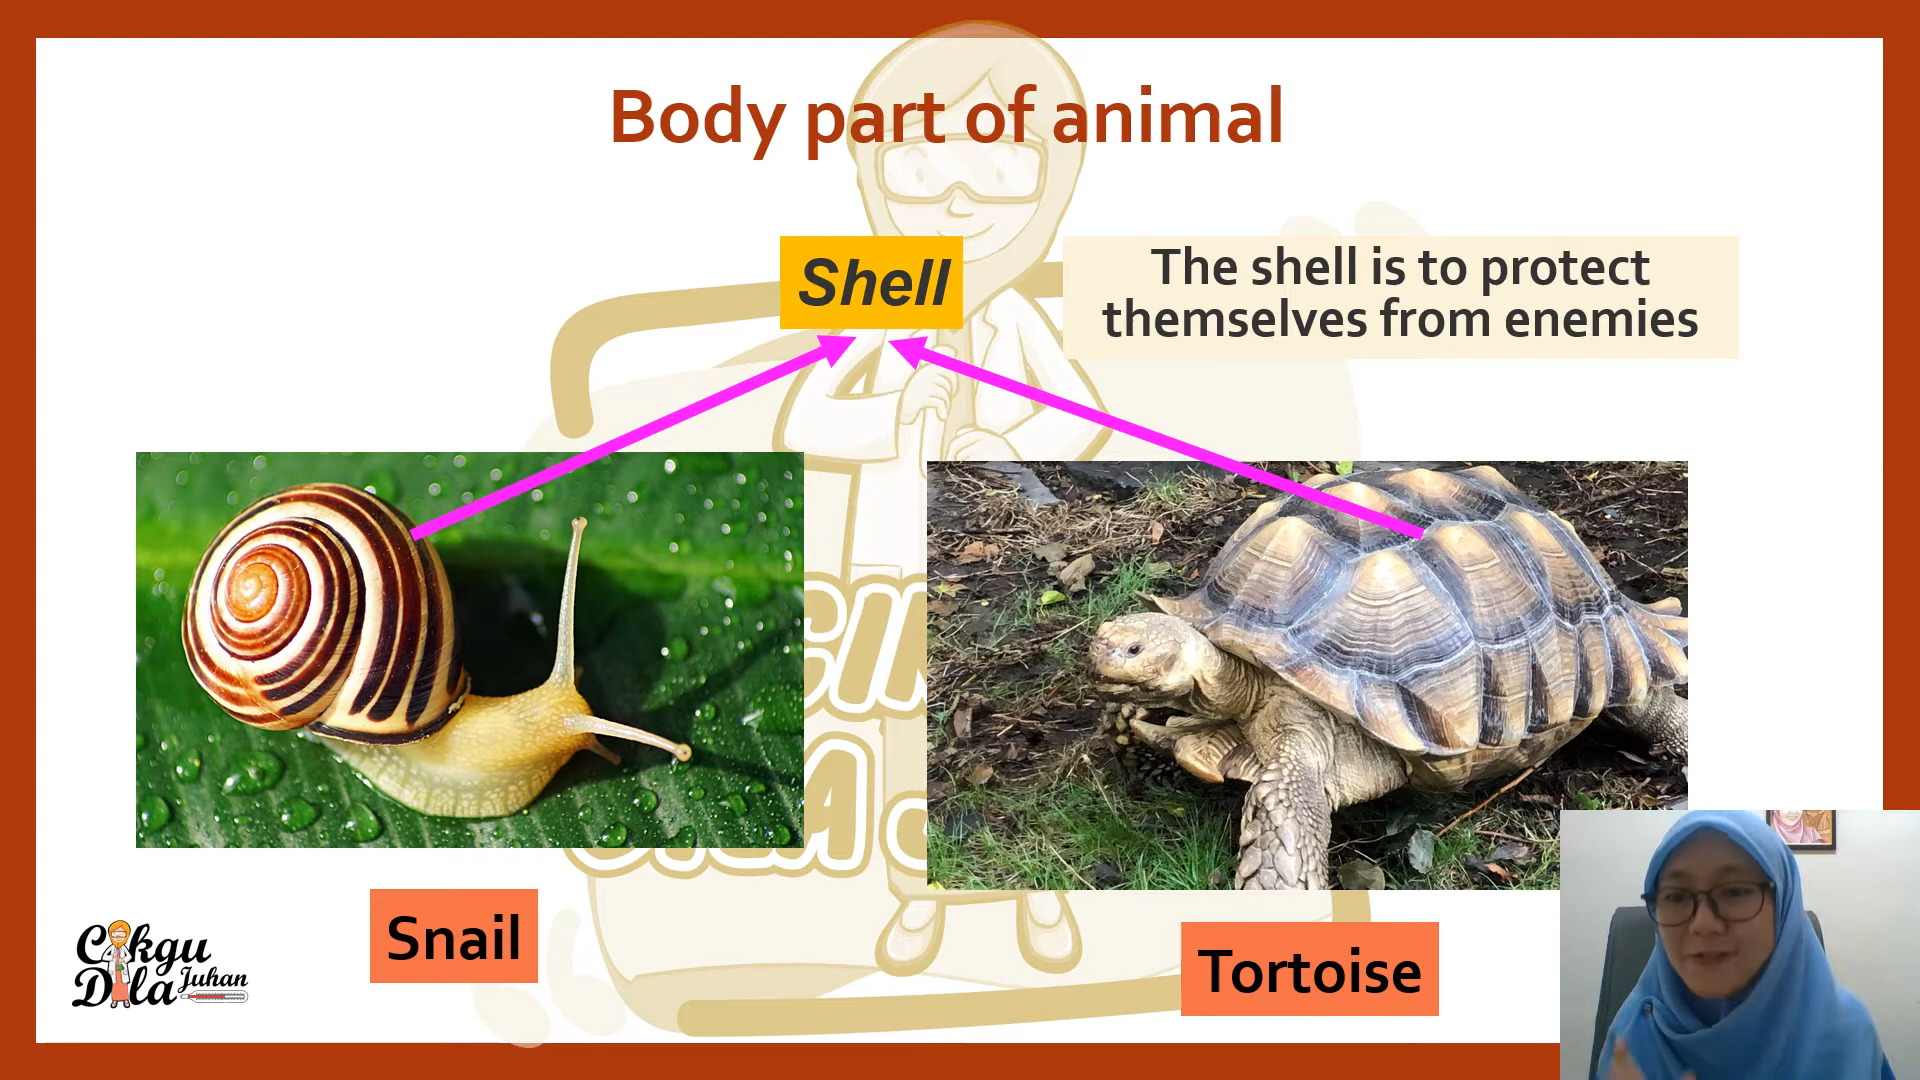 Body part of animal
Shell
The shell is to protect
themselves from enemies
Snail
Tortoise
Cikgu
Dila Juhan